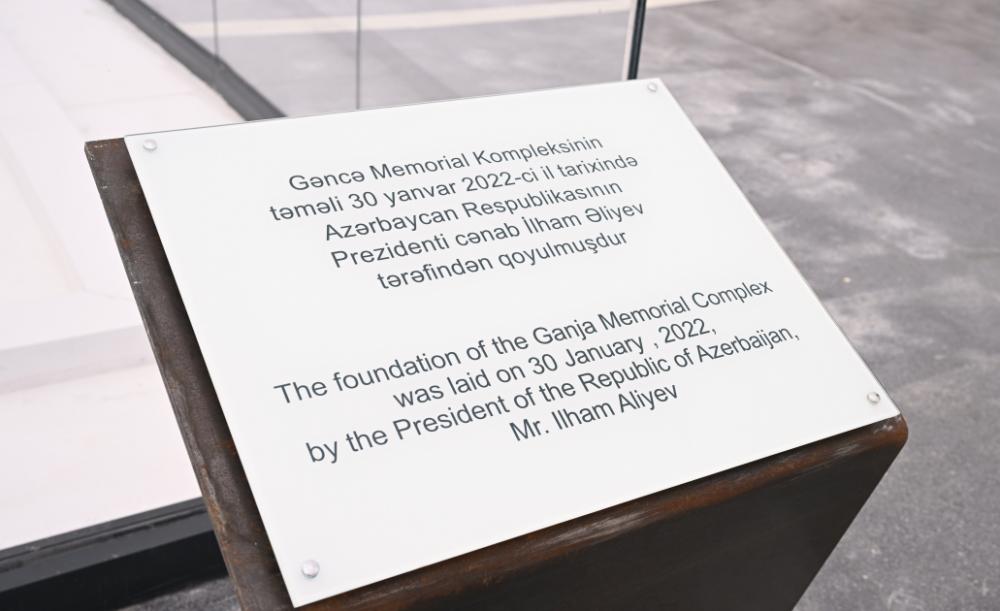 Gəncə Memorial Kompleksinin
təməli 30 yanvar 2022-ci il tarixində
Azərbaycan Respublikasının
Prezidenti cənab İlham Əliyev
tərəfindən qoyulmuşdur
The foundation of the Ganja Memorial Complex
was laid on 30 January , 2022,
by the President of the Republic of Azerbaijan,
Mr. Ilham Aliyev